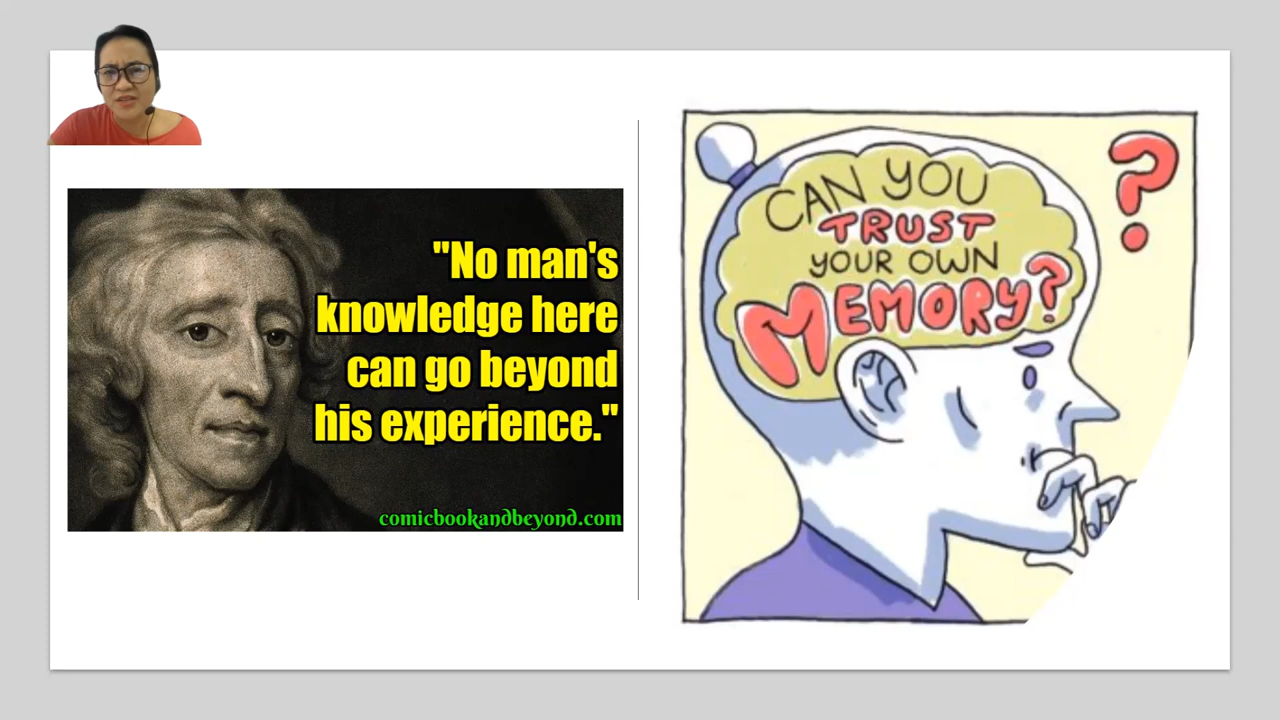 "No man's
knowledge here
can go beyond
his experience."
comicbookandbeyond.com
CAN YOU
TRUST
YOUR OWN
MEMORY?
?